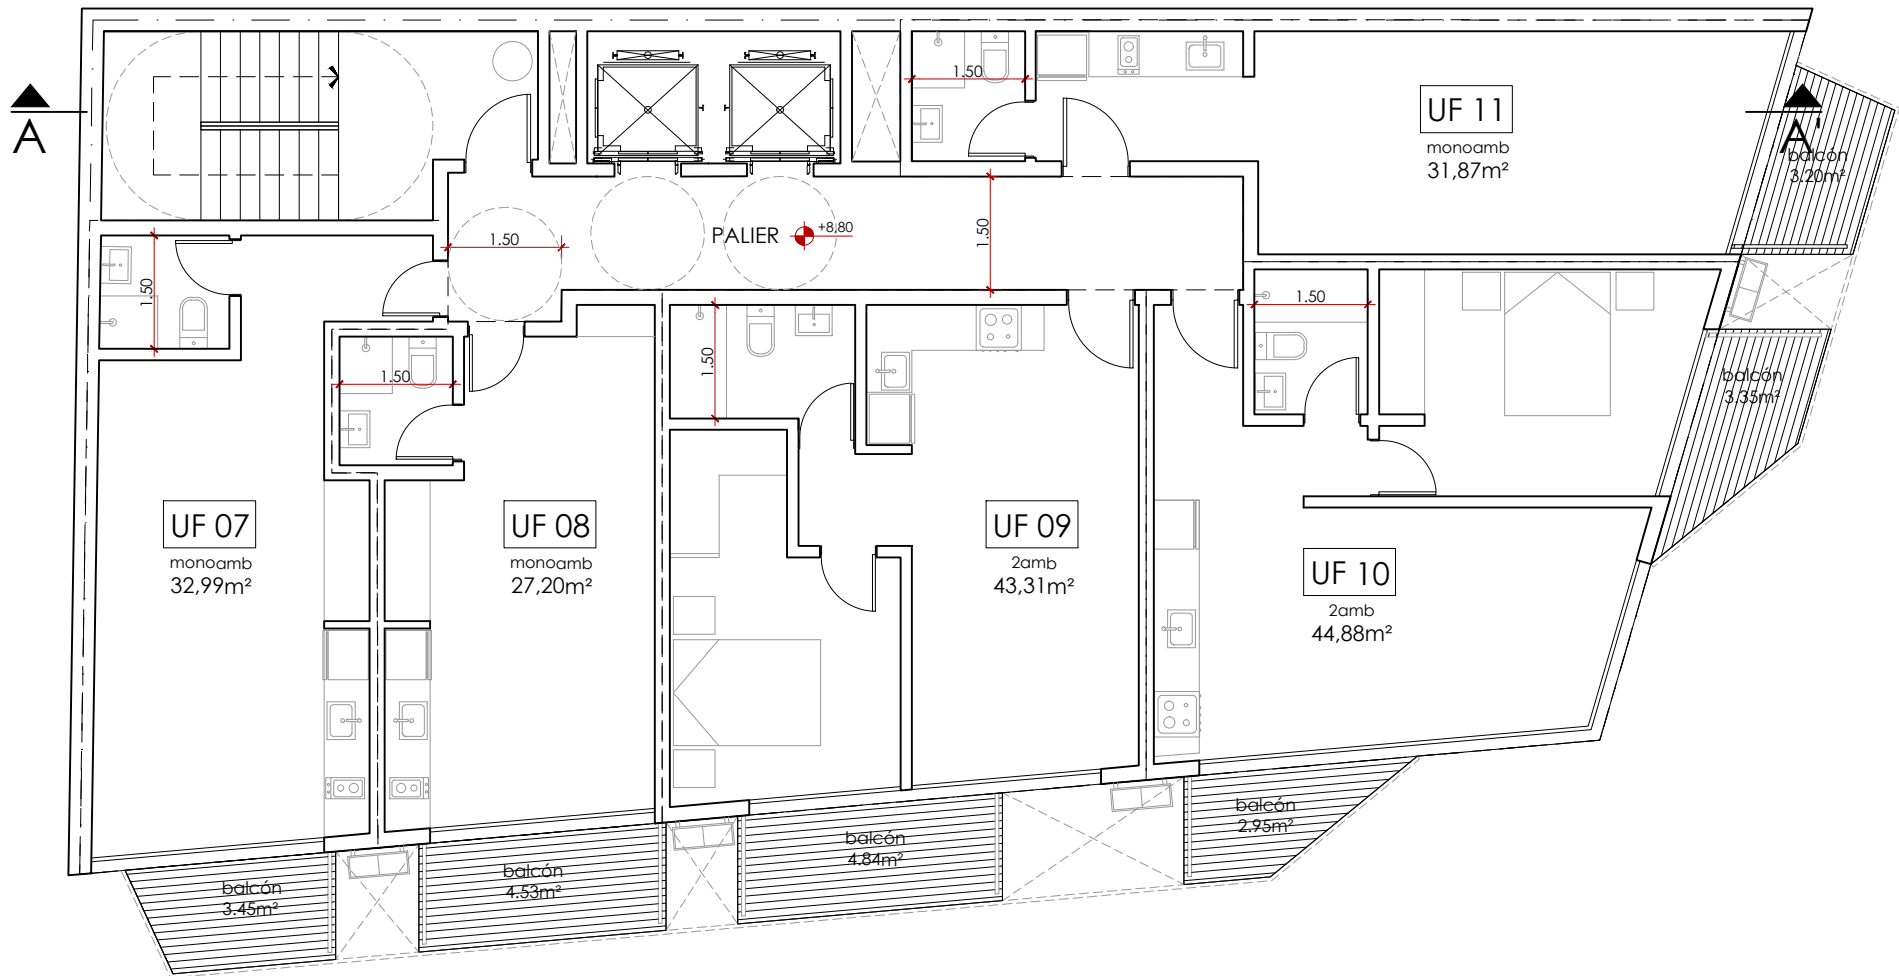 A
1.50
UF 11
monoamb
31,87m²
A'
balcón
3.20m²
PALIER
+8,80
1.50
1.50
1.50
1.50
1.50
1.50
balcón
3.35m²
UF 07
monoamb
32,99m²
UF 08
monoamb
27,20m²
UF 09
2amb
43,31m²
UF 10
2amb
44,88m²
balcón
3.45m²
balcón
4.53m²
balcón
4.84m²
balcón
2.95m²